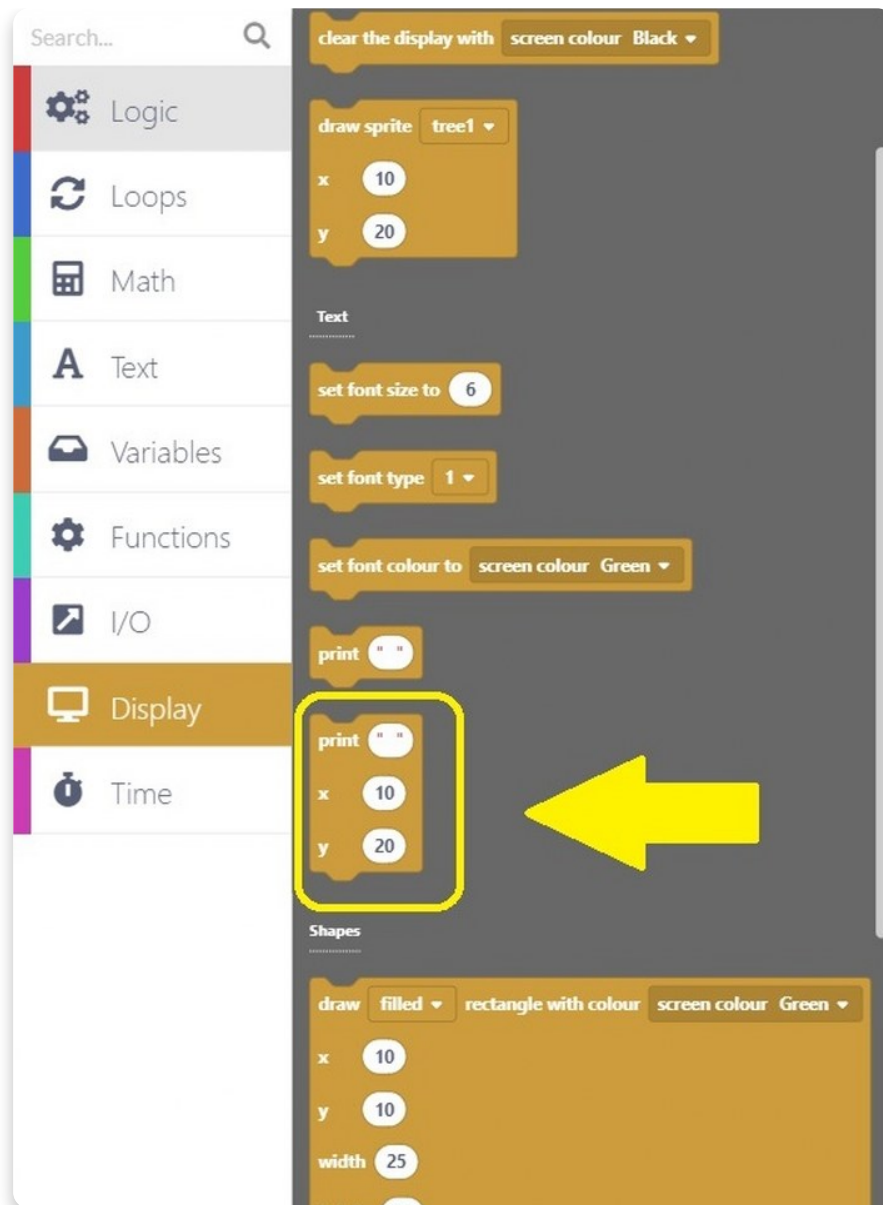 Search...
Logic
Loops
Math
Text
Variables
Functions
I/O
Display
Time
clear the display with screen colour Black
draw sprite tree1
x 10
y 20
Text
set font size to 6
set font type 1
set font colour to screen colour Green
print " "
print " "
x 10
y 20
Shapes
draw filled rectangle with colour screen colour Green
x 10
y 10
width 25